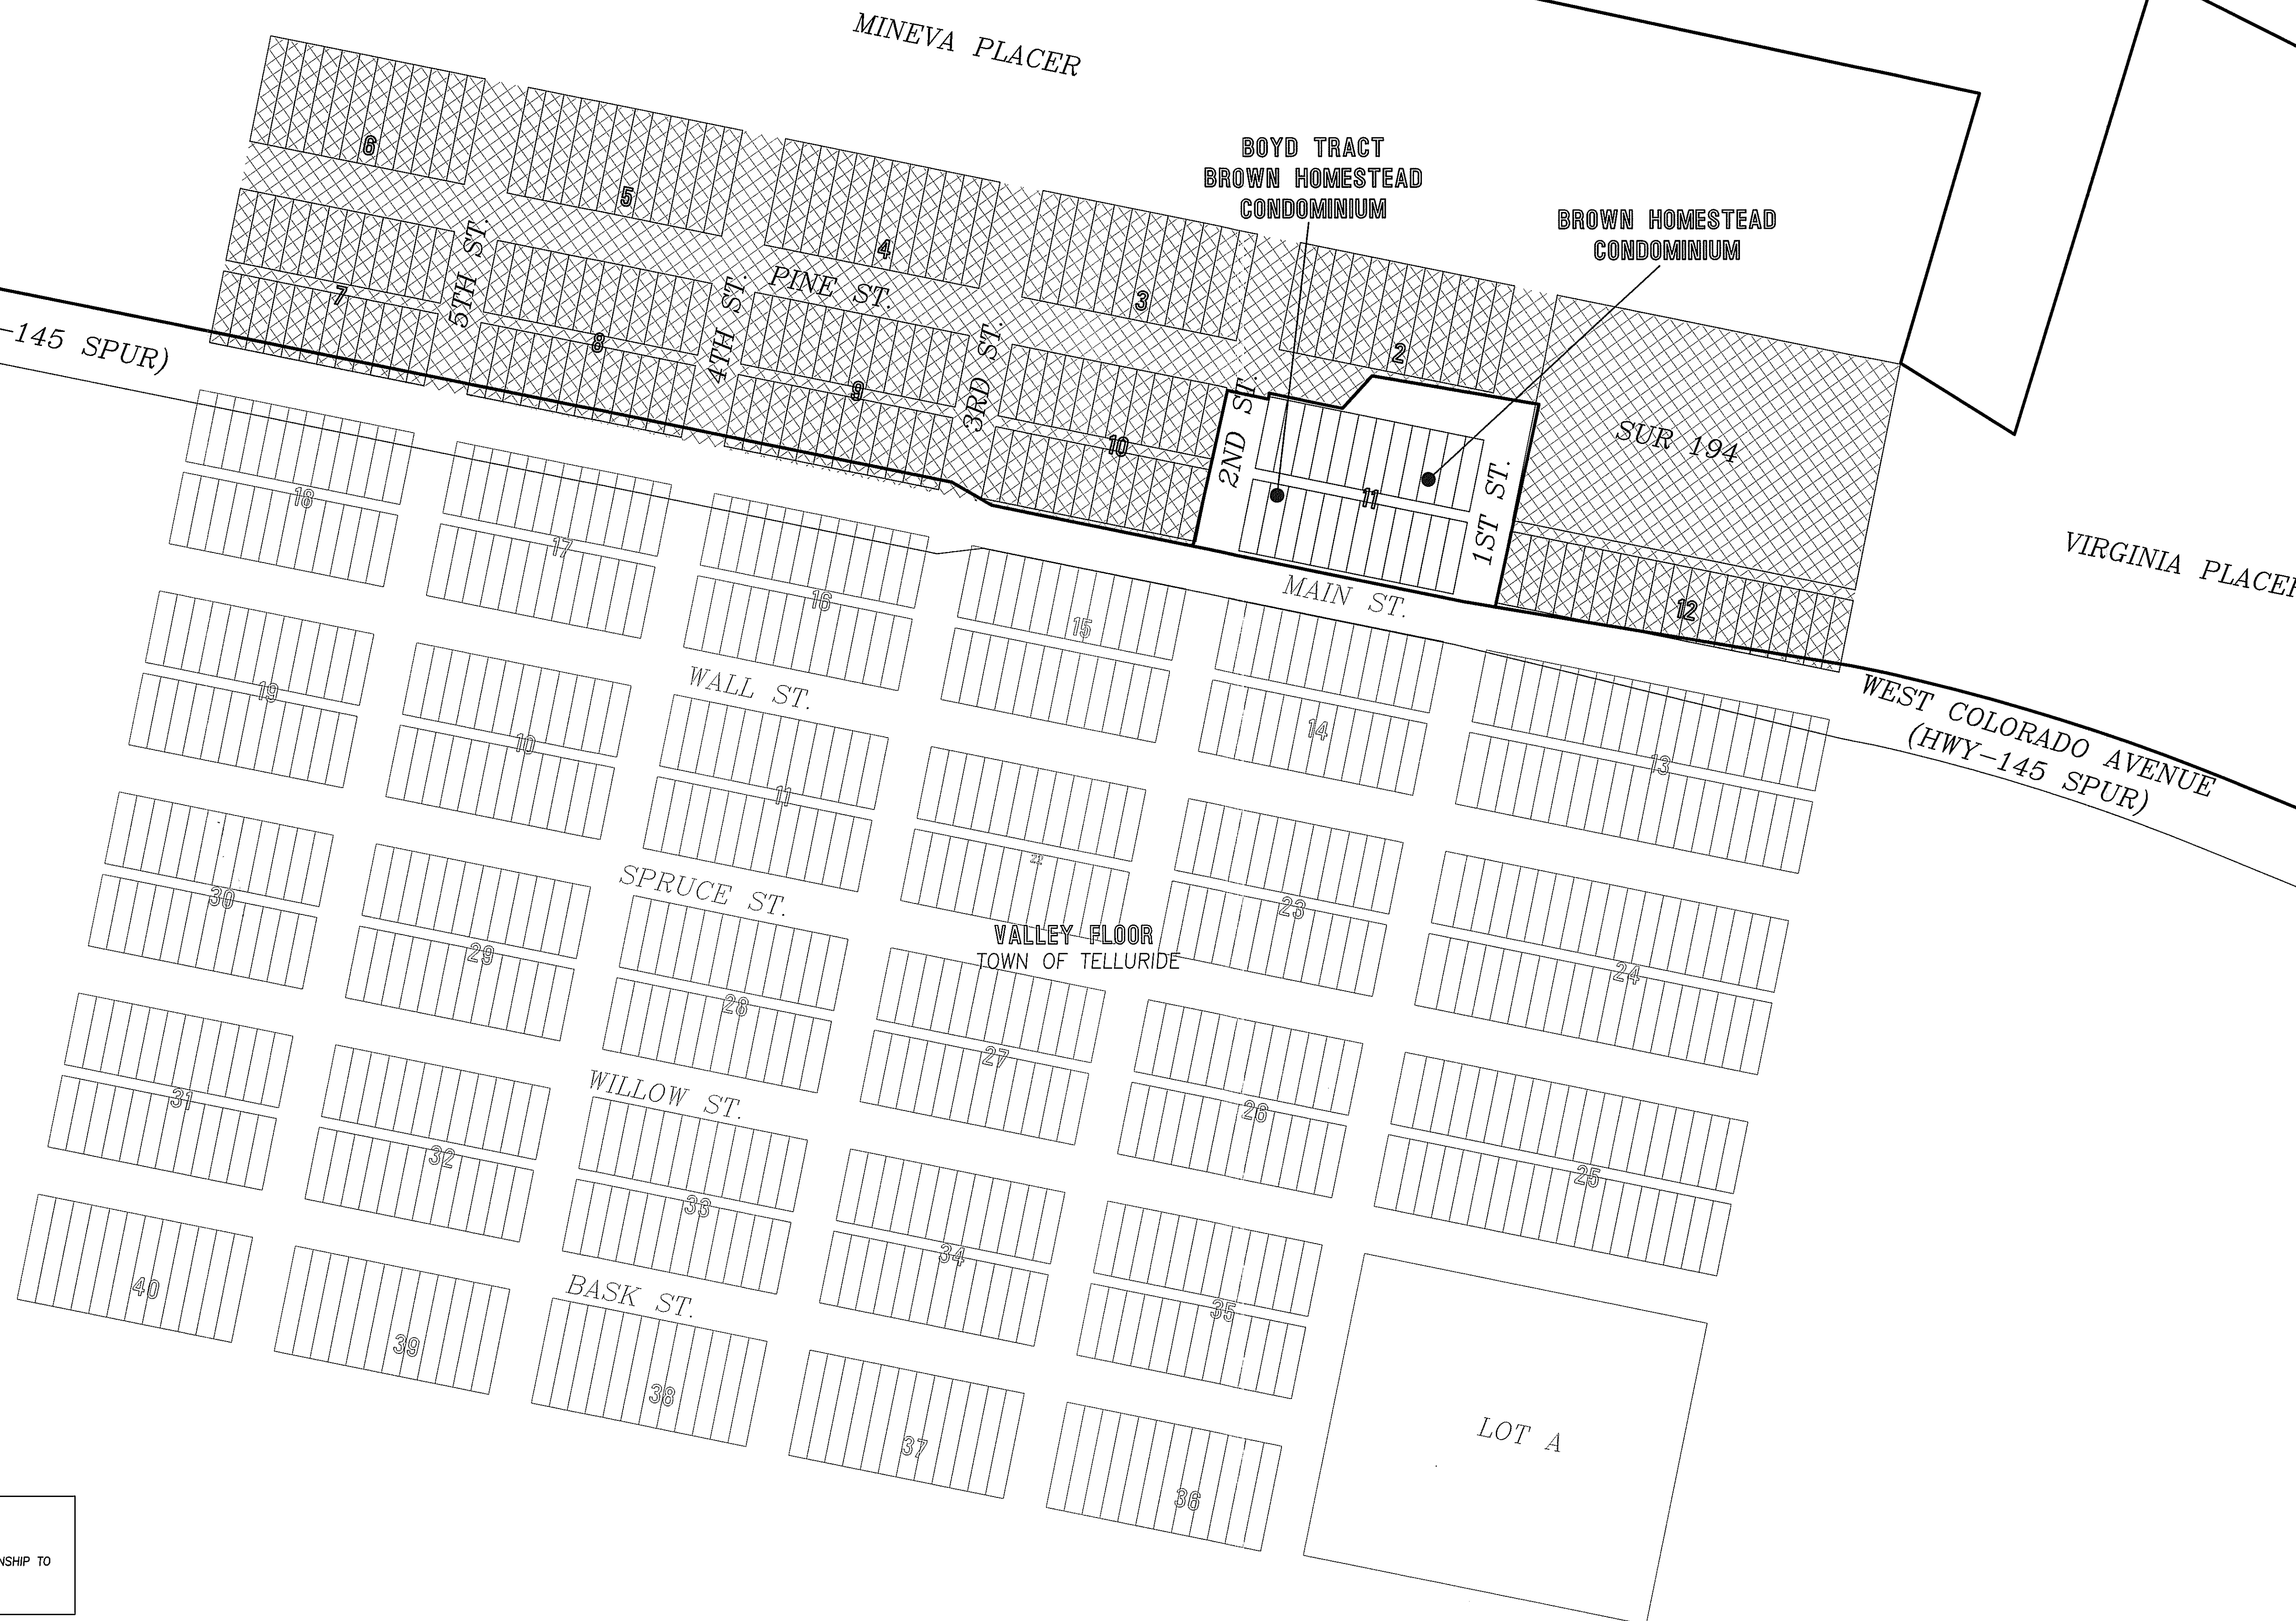 MINEVA PLACER
BOYD TRACT
BROWN HOMESTEAD
CONDOMINIUM
BROWN HOMESTEAD
CONDOMINIUM
6
5
4
3
2
PINE ST.
5TH ST.
4TH ST.
3RD ST.
2ND ST.
1ST ST.
7
8
9
10
11
12
SUR 194
VIRGINIA PLACER
-145 SPUR)
MAIN ST.
WEST COLORADO AVENUE
(HWY-145 SPUR)
18
17
16
15
14
13
WALL ST.
19
10
11
22
23
24
SPRUCE ST.
VALLEY FLOOR
TOWN OF TELLURIDE
30
29
28
27
26
25
WILLOW ST.
31
32
33
34
35
BASK ST.
40
39
38
37
36
LOT A
NSHIP TO